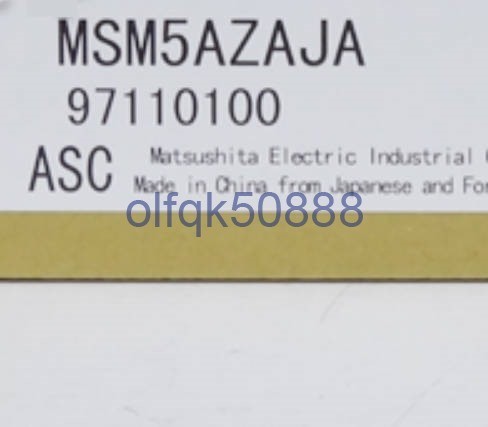 MSM5AZAJA
97110100
ASC
Matsushita Electric Industrial
Made in China from Japanese and For
olfqk50888